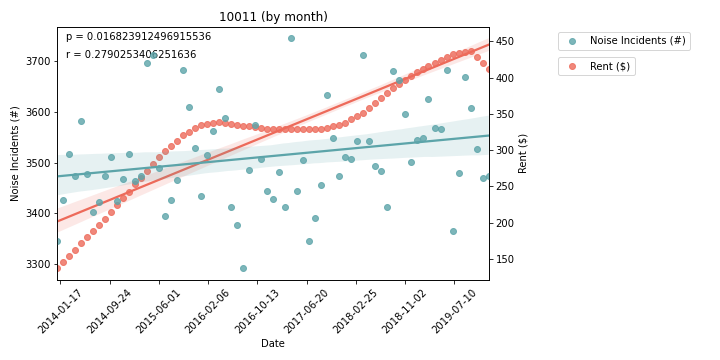 10011 (by month)
p = 0.016823912496915536
r = 0.2790253406251636
Noise Incidents (#)
Rent ($)
Noise Incidents (#)
3700
3600
3500
3400
3300
450
400
350
300
250
200
150
Rent ($)
2014-01-17
2014-09-24
2015-06-01
2016-02-06
2016-10-13
2017-06-20
2018-02-25
2018-11-02
2019-07-10
Date